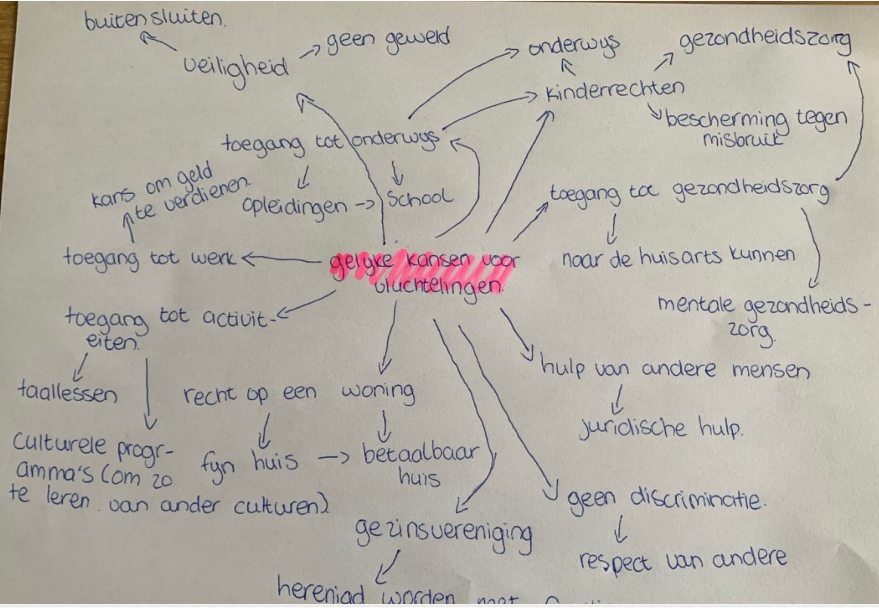 buitensluiten.
veiligheid → geen geweld
onderwijs
gezondheidszorg
kinderrechten
bescherming tegen
misbruik
toegang tot onderwijs
opleidingen → School
kans om geld
te verdienen.
toegang tot werk
toegang tot gezondheidszorg
naar de huisarts kunnen
mentale gezondheids-
zorg.
gelijke kansen voor
vluchtelingen.
toegang tot activit-
eiten.
taallessen
culturele progr-
amma's (om zo
te leren van ander culturen)
recht op een woning
fijn huis → betaalbaar
huis
hulp van andere mensen
juridische hulp.
geen discriminatie.
respect van andere
gezinsvereniging
herenigd worden met